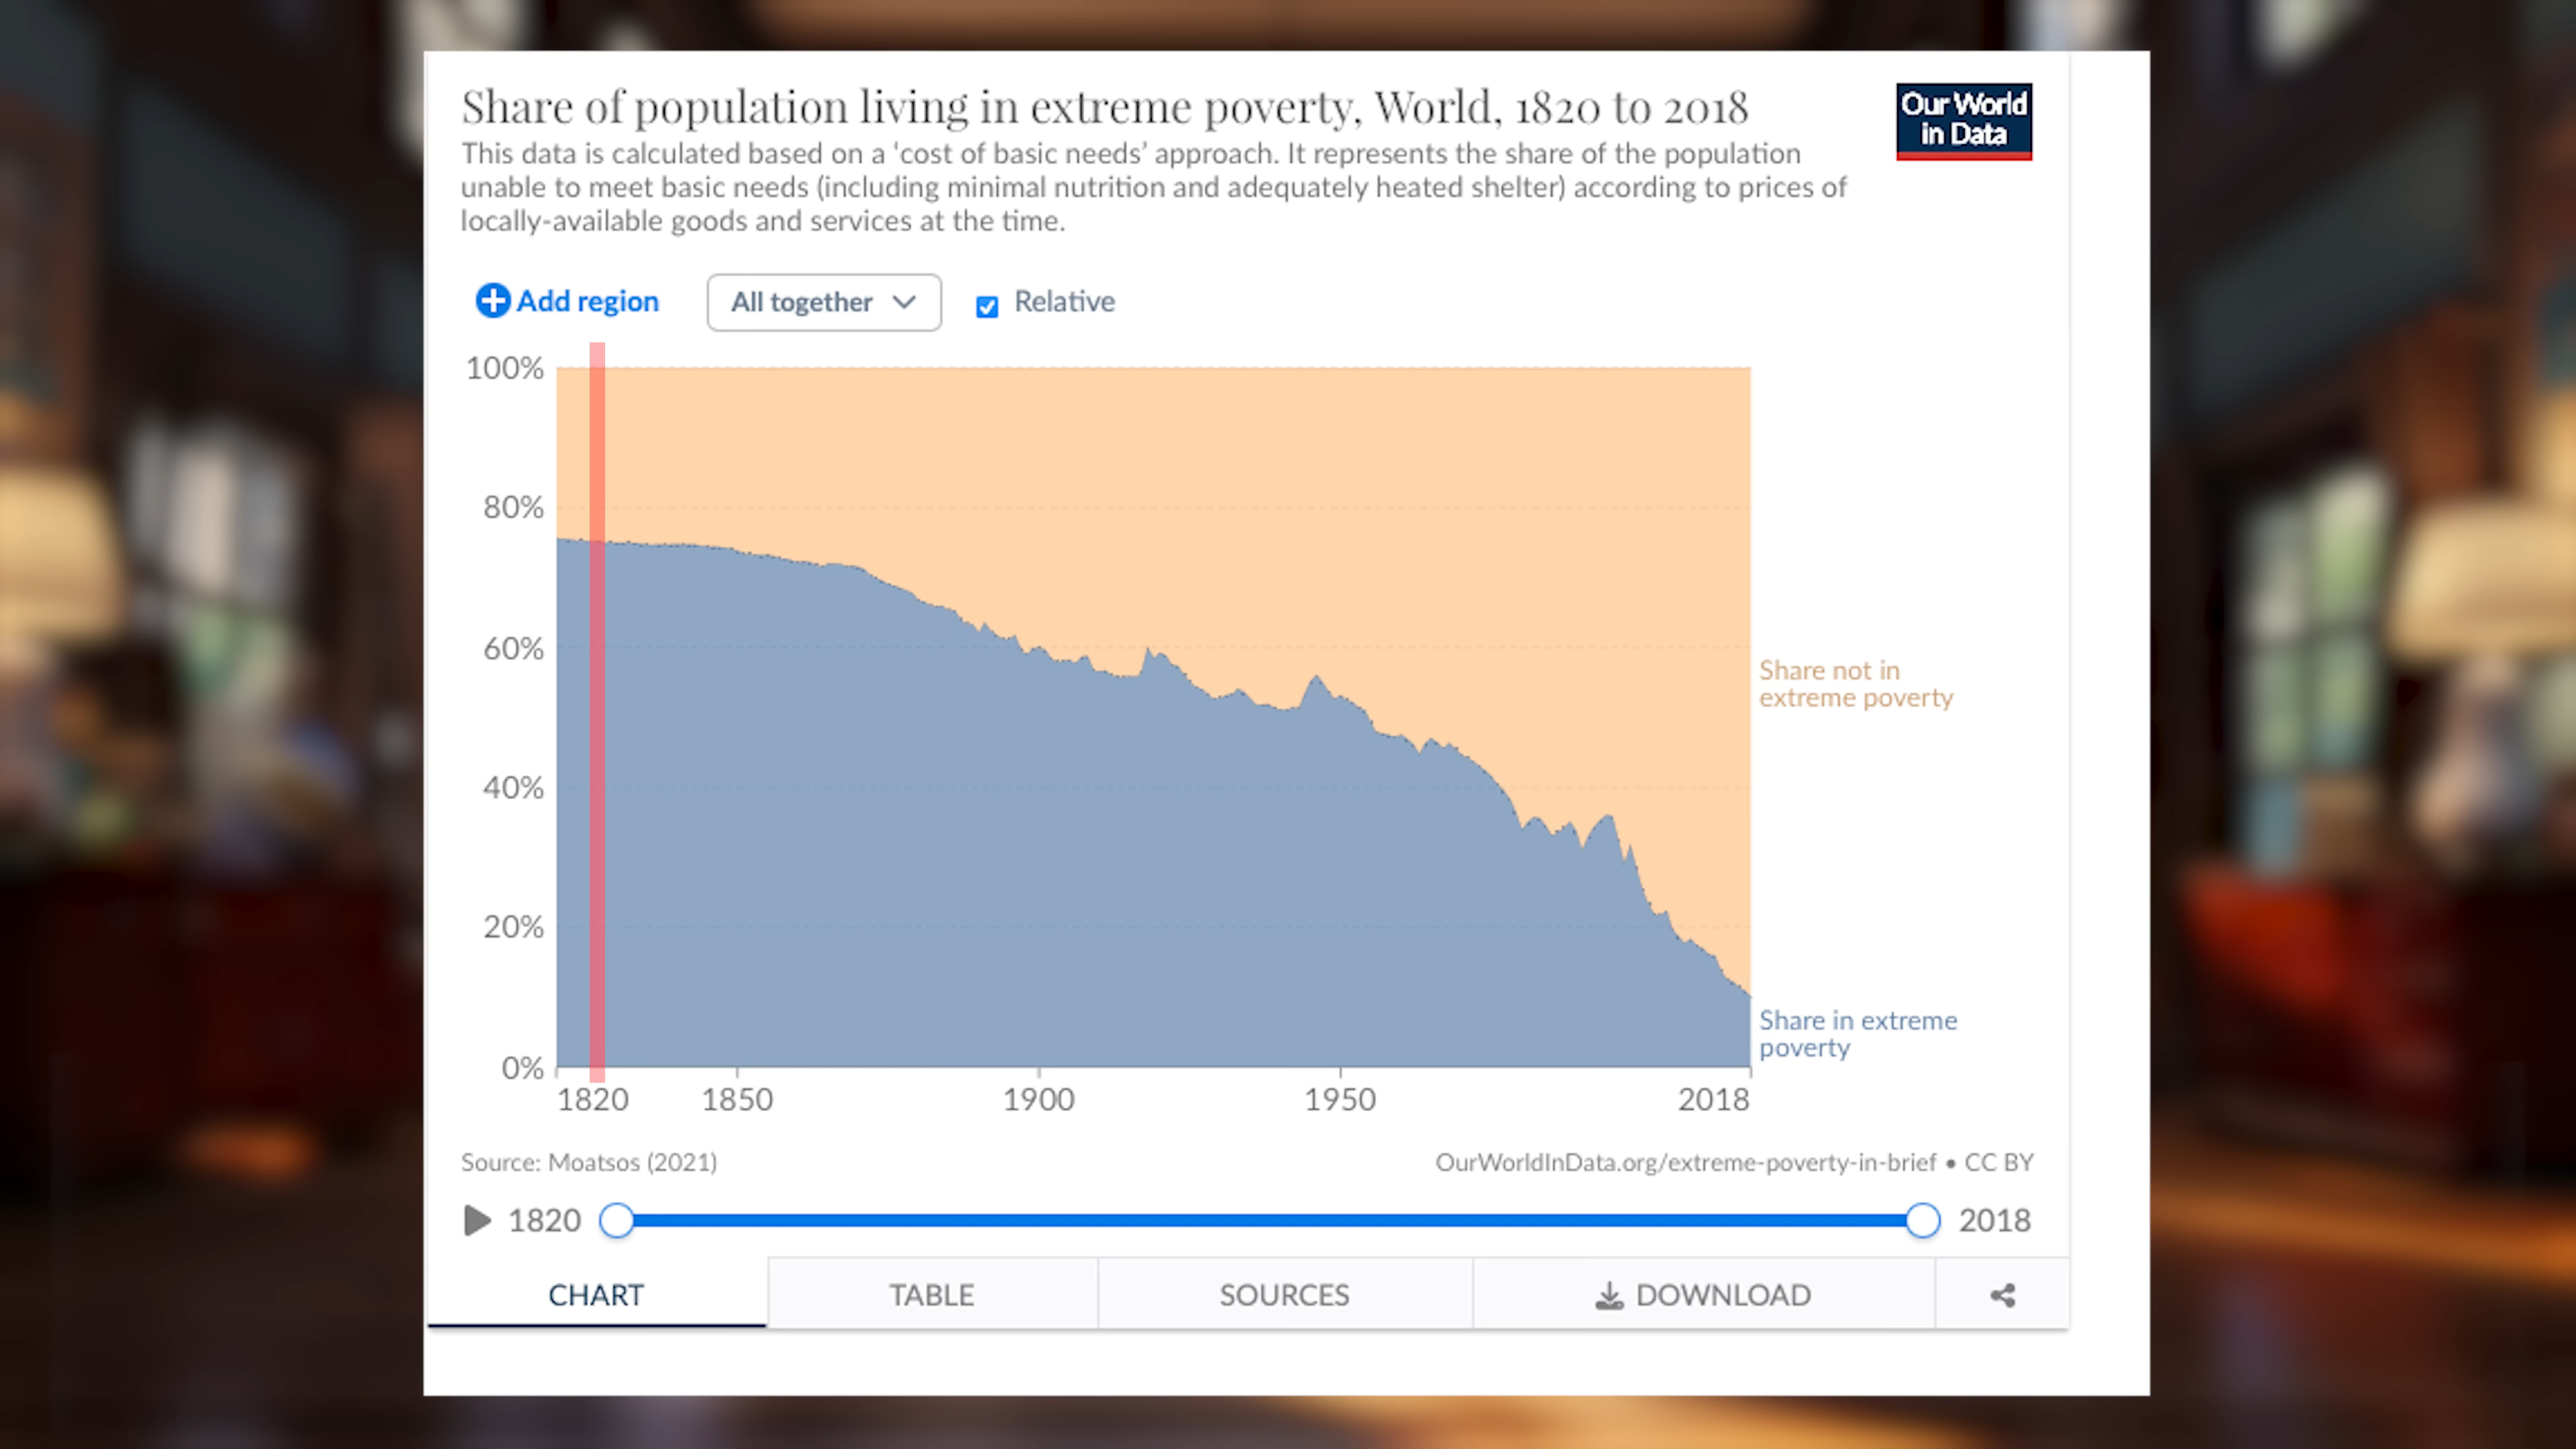 Share of population living in extreme poverty, World, 1820 to 2018
Our World
in Data
This data is calculated based on a ‘cost of basic needs’ approach. It represents the share of the population
unable to meet basic needs (including minimal nutrition and adequately heated shelter) according to prices of
locally-available goods and services at the time.
Add region
All together
Relative
100%
80%
60%
40%
20%
0%
Share not in
extreme poverty
Share in extreme
poverty
1820 1850 1900 1950 2018
Source: Moatsos (2021)
OurWorldInData.org/extreme-poverty-in-brief • CC BY
1820 2018
CHART TABLE SOURCES DOWNLOAD